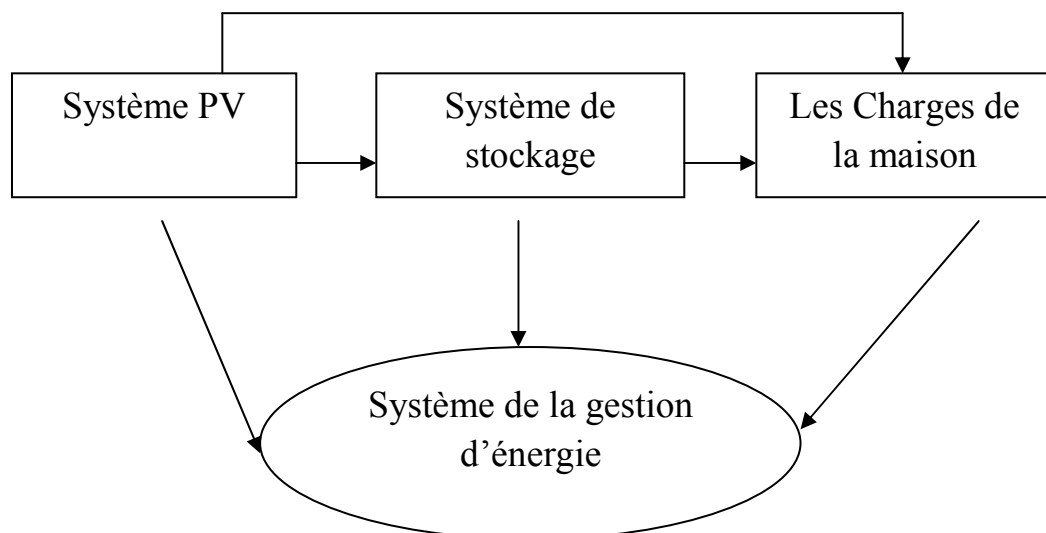 Système PV
Système de
stockage
Les Charges de
la maison
Système de la gestion
d’énergie